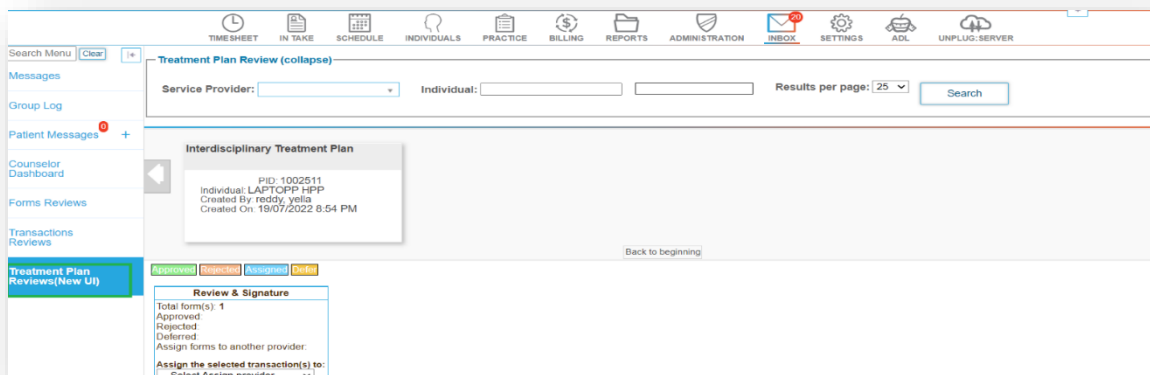 20
TIMESHEET IN TAKE SCHEDULE INDIVIDUALS PRACTICE BILLING REPORTS ADMINISTRATION INBOX SETTINGS ADL UNPLUG:SERVER
Search Menu Clear
Treatment Plan Review (collapse)
Service Provider: Individual: Results per page: 25 Search
Messages
Group Log
Patient Messages 0 +
Counselor
Dashboard
Forms Reviews
Transactions
Reviews
Treatment Plan
Reviews(New UI)
Interdisciplinary Treatment Plan
PID: 1002511
Individual: LAPTOPP HPP
Created By: reddy, yella
Created On: 19/07/2022 8:54 PM
Back to beginning
Approved Rejected Assigned Defer
Review & Signature
Total form(s): 1
Approved:
Rejected:
Deferred:
Assign forms to another provider:
Assign the selected transaction(s) to:
Select Assign provider